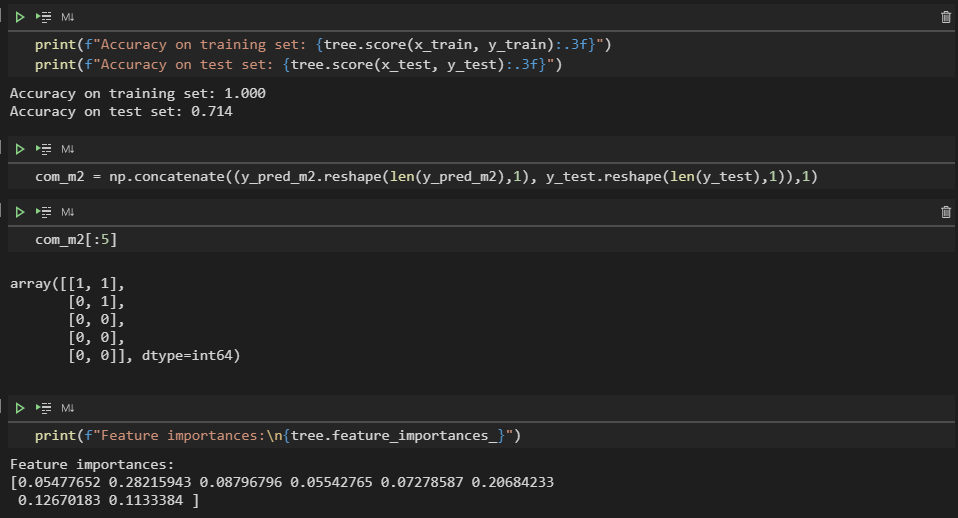 M↓
print(f"Accuracy on training set: {tree.score(x_train, y_train):.3f}")
print(f"Accuracy on test set: {tree.score(x_test, y_test):.3f}")
Accuracy on training set: 1.000
Accuracy on test set: 0.714
M↓
com_m2 = np.concatenate((y_pred_m2.reshape(len(y_pred_m2),1), y_test.reshape(len(y_test),1)),1)
M↓
com_m2[:5]
array([[1, 1],
       [0, 1],
       [0, 0],
       [0, 0],
       [0, 0]], dtype=int64)
M↓
print(f"Feature importances:\n{tree.feature_importances_}")
Feature importances:
[0.05477652 0.28215943 0.08796796 0.05542765 0.07278587 0.20684233
 0.12670183 0.1133384 ]